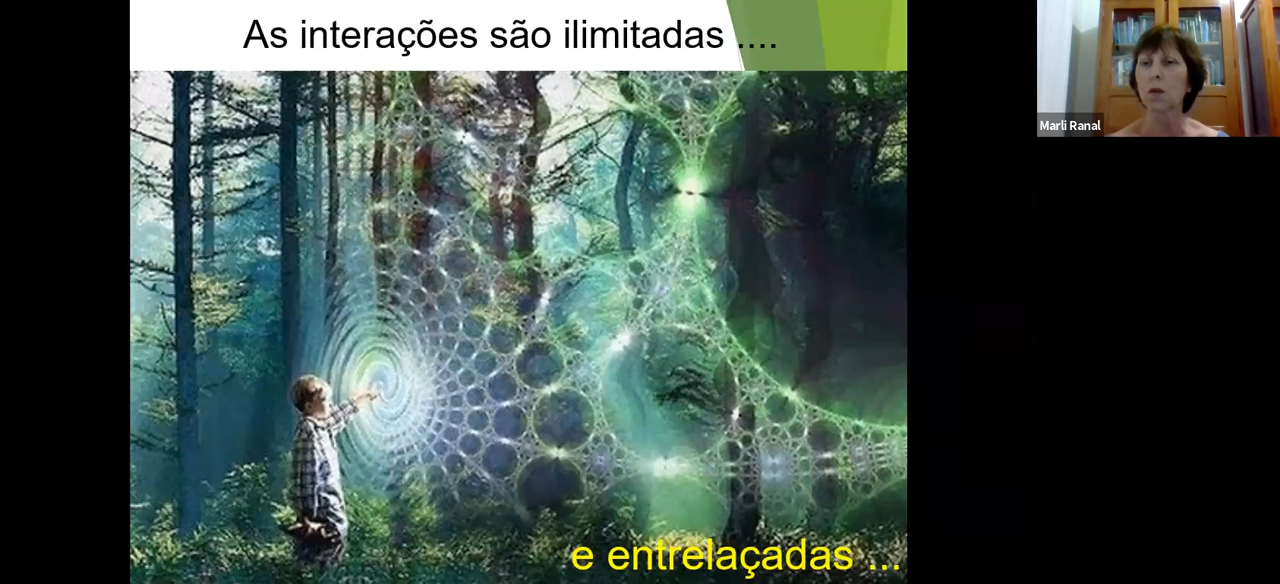 As interações são ilimitadas ....
Marli Ranal
e entrelaçadas ...